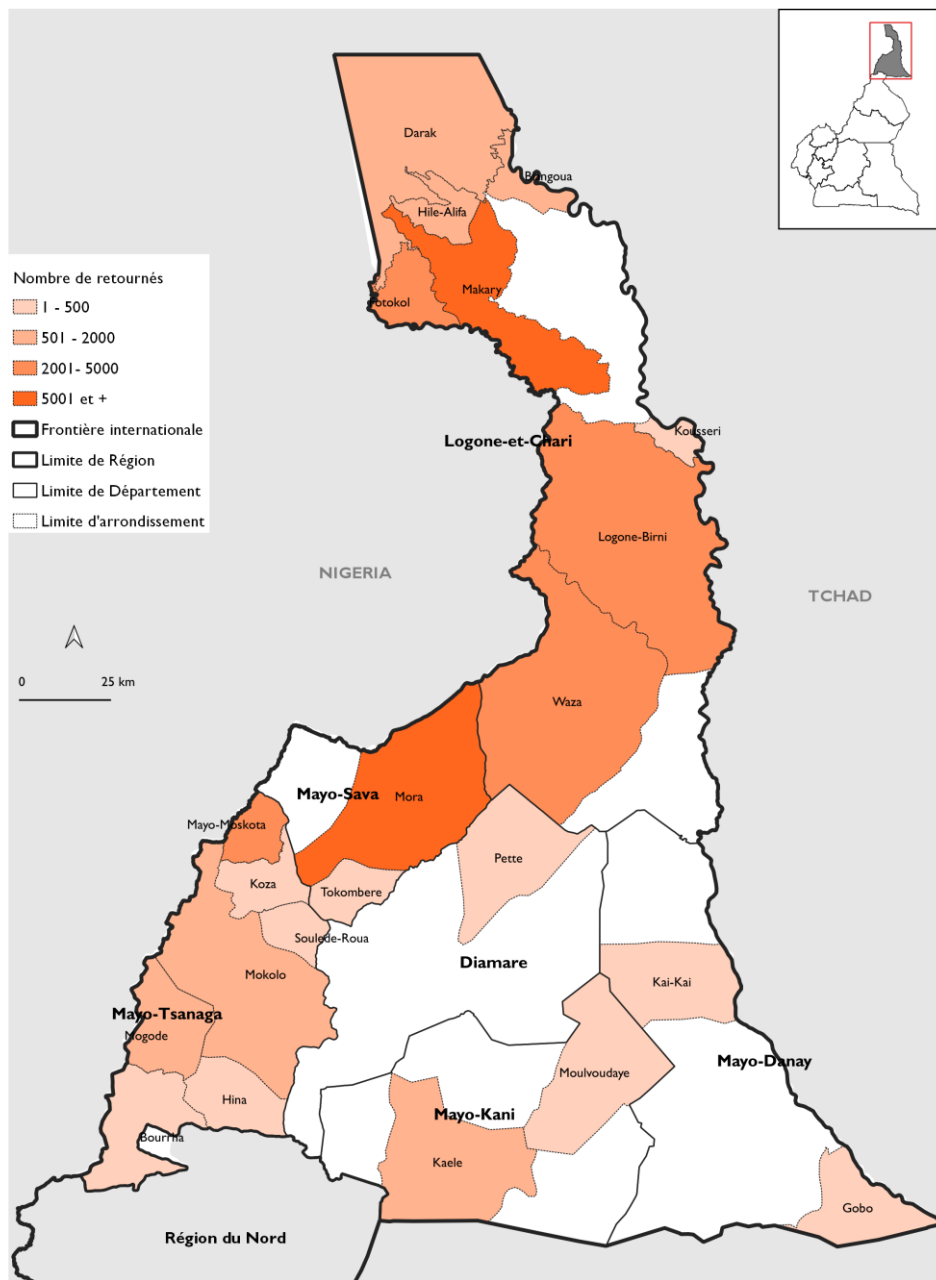 Darak
Bungoua
Hile-Alifa
Nombre de retournés
1 - 500
501 - 2000
2001- 5000
5001 et +
Frontière internationale
Limite de Région
Limite de Département
Limite d'arrondissement
Makary
Fotokol
Kousseri
Logone-et-Chari
Logone-Birni
NIGERIA
TCHAD
0
25 km
Waza
Mayo-Sava
Mora
Mayo-Moskota
Pette
Koza
Tokombere
Soulede-Roua
Diamare
Mokolo
Kai-Kai
Mayo-Tsanaga
Mogode
Mayo-Danay
Moulvoudaye
Hina
Mayo-Kani
Bourrha
Kaele
Gobo
Région du Nord